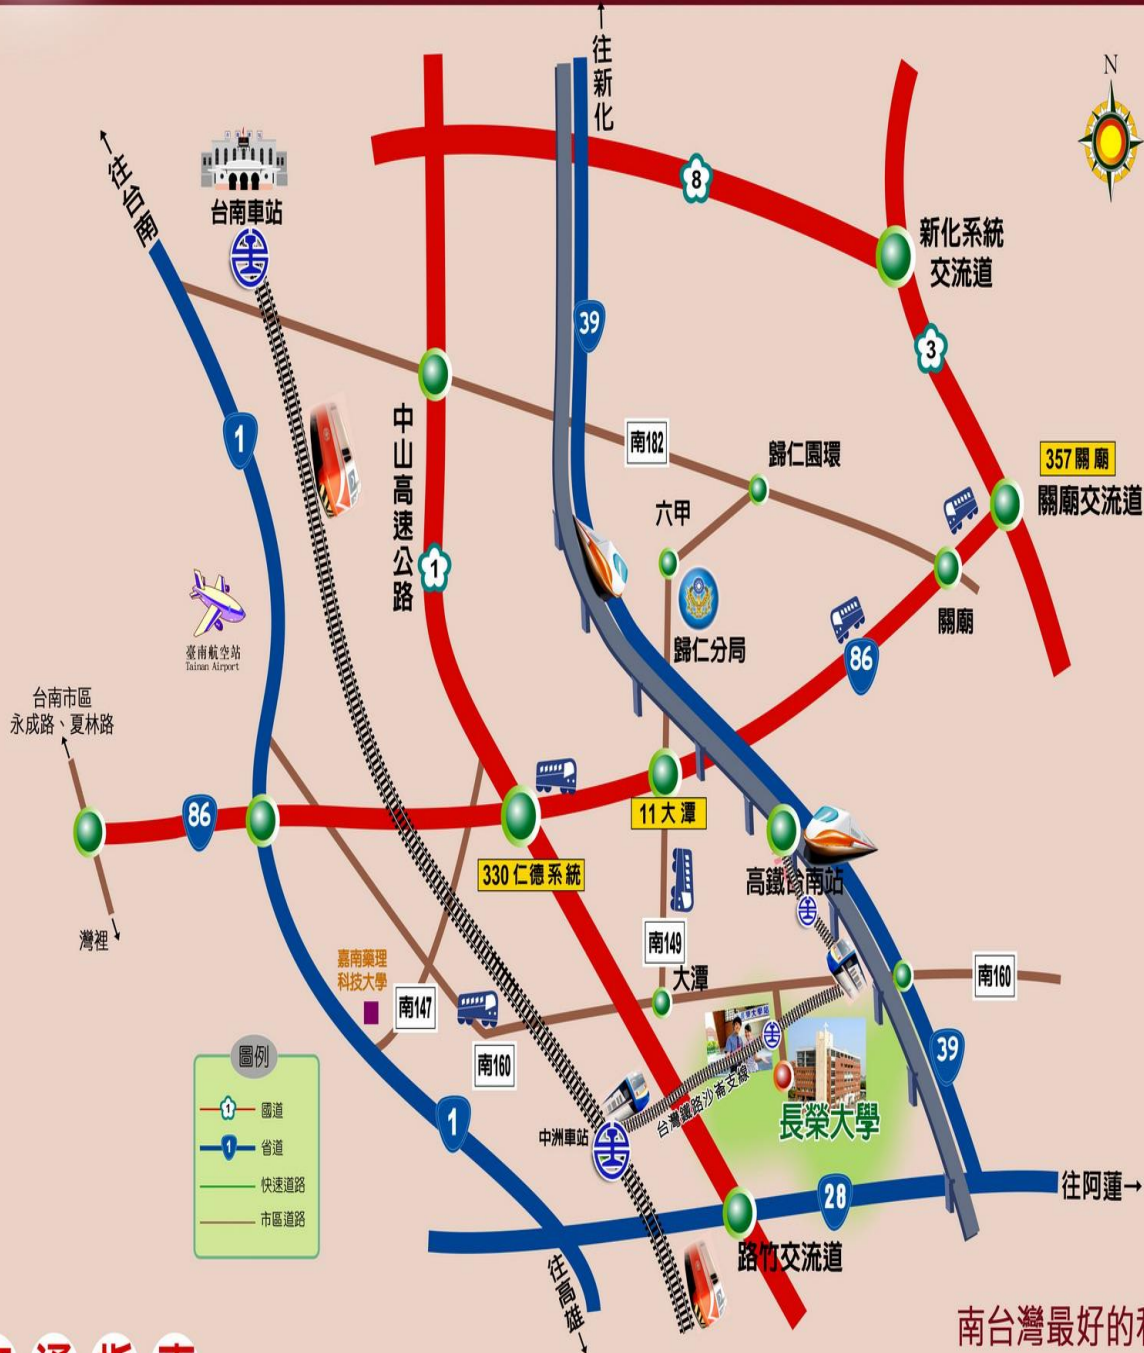 往新化
N
往台南
台南車站
8
新化系統
交流道
39
3
1
南182
歸仁圓環
357 關廟
關廟交流道
中山高速公路
六甲
1
歸仁分局
關廟
86
臺南航空站
Tainan Airport
台南市區
永成路、夏林路
86
11 大潭
330 仁德系統
高鐵台南站
灣裡
嘉南藥理
科技大學
南149
大潭
南160
南147
南160
39
圖例
1 國道
1 省道
快速道路
市區道路
1
台灣鐵路沙崙支線
長榮大學
中洲車站
28
往阿蓮
路竹交流道
往高雄
南台灣最好的
通指南